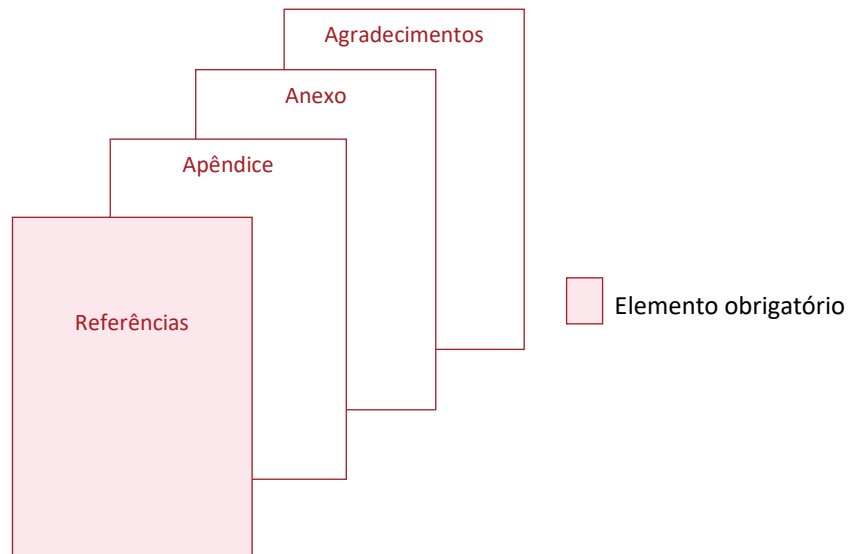 Agradecimentos
Anexo
Apêndice
Referências
Elemento obrigatório